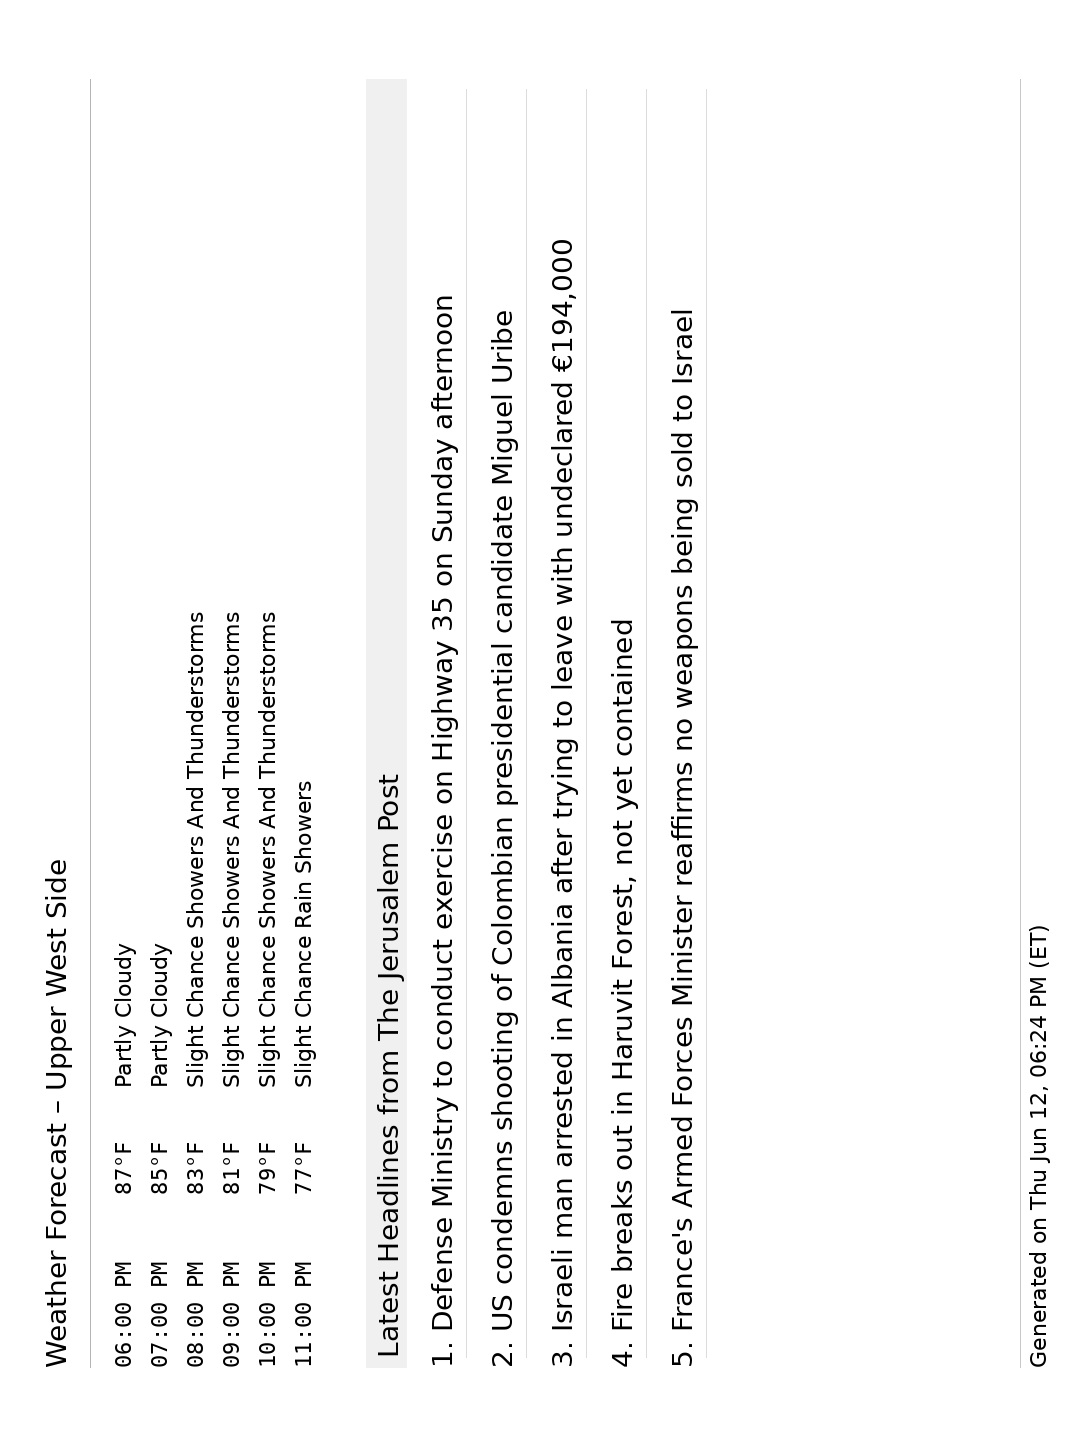 Weather Forecast – Upper West Side
06:00 PM 87°F Partly Cloudy
07:00 PM 85°F Partly Cloudy
08:00 PM 83°F Slight Chance Showers And Thunderstorms
09:00 PM 81°F Slight Chance Showers And Thunderstorms
10:00 PM 79°F Slight Chance Showers And Thunderstorms
11:00 PM 77°F Slight Chance Rain Showers
Latest Headlines from The Jerusalem Post
1. Defense Ministry to conduct exercise on Highway 35 on Sunday afternoon
2. US condemns shooting of Colombian presidential candidate Miguel Uribe
3. Israeli man arrested in Albania after trying to leave with undeclared €194,000
4. Fire breaks out in Haruvit Forest, not yet contained
5. France's Armed Forces Minister reaffirms no weapons being sold to Israel
Generated on Thu Jun 12, 06:24 PM (ET)